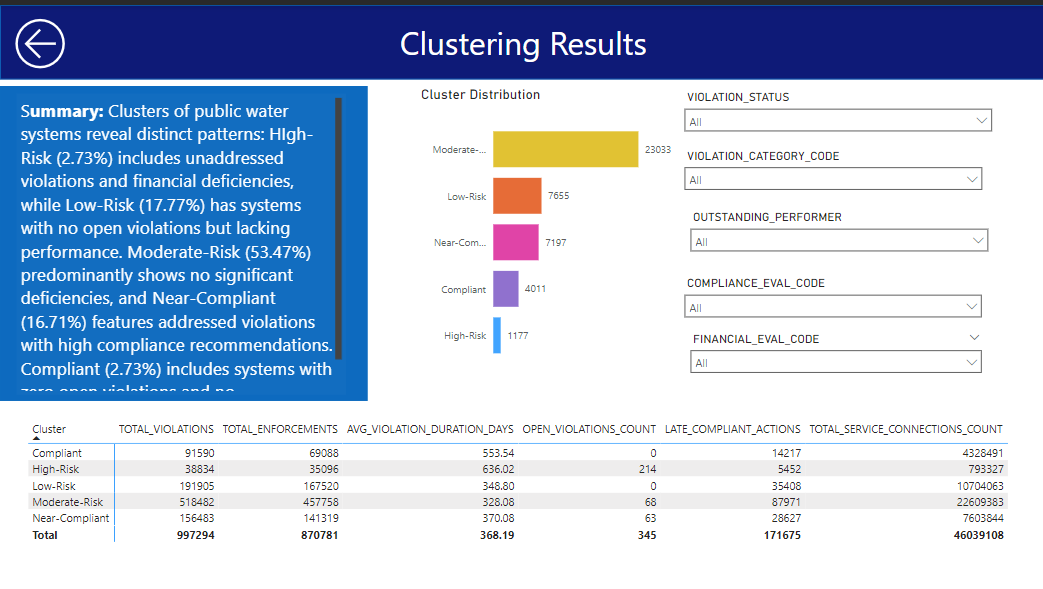 Clustering Results
Summary: Clusters of public water
systems reveal distinct patterns: HIgh-
Risk (2.73%) includes unaddressed
violations and financial deficiencies,
while Low-Risk (17.77%) has systems
with no open violations but lacking
performance. Moderate-Risk (53.47%)
predominantly shows no significant
deficiencies, and Near-Compliant
(16.71%) features addressed violations
with high compliance recommendations.
Compliant (2.73%) includes systems with
zero open violations and no
Cluster Distribution
Moderate-... 23033
Low-Risk 7655
Near-Com... 7197
Compliant 4011
High-Risk 1177
VIOLATION_STATUS
All
VIOLATION_CATEGORY_CODE
All
OUTSTANDING_PERFORMER
All
COMPLIANCE_EVAL_CODE
All
FINANCIAL_EVAL_CODE
All
Cluster TOTAL_VIOLATIONS TOTAL_ENFORCEMENTS AVG_VIOLATION_DURATION_DAYS OPEN_VIOLATIONS_COUNT LATE_COMPLIANT_ACTIONS TOTAL_SERVICE_CONNECTIONS_COUNT
Compliant 91590 69088 553.54 0 14217 4328491
High-Risk 38834 35096 636.02 214 5452 793327
Low-Risk 191905 167520 348.80 0 35408 10704063
Moderate-Risk 518482 457758 328.08 68 87971 22609383
Near-Compliant 156483 141319 370.08 63 28627 7603844
Total 997294 870781 368.19 345 171675 46039108